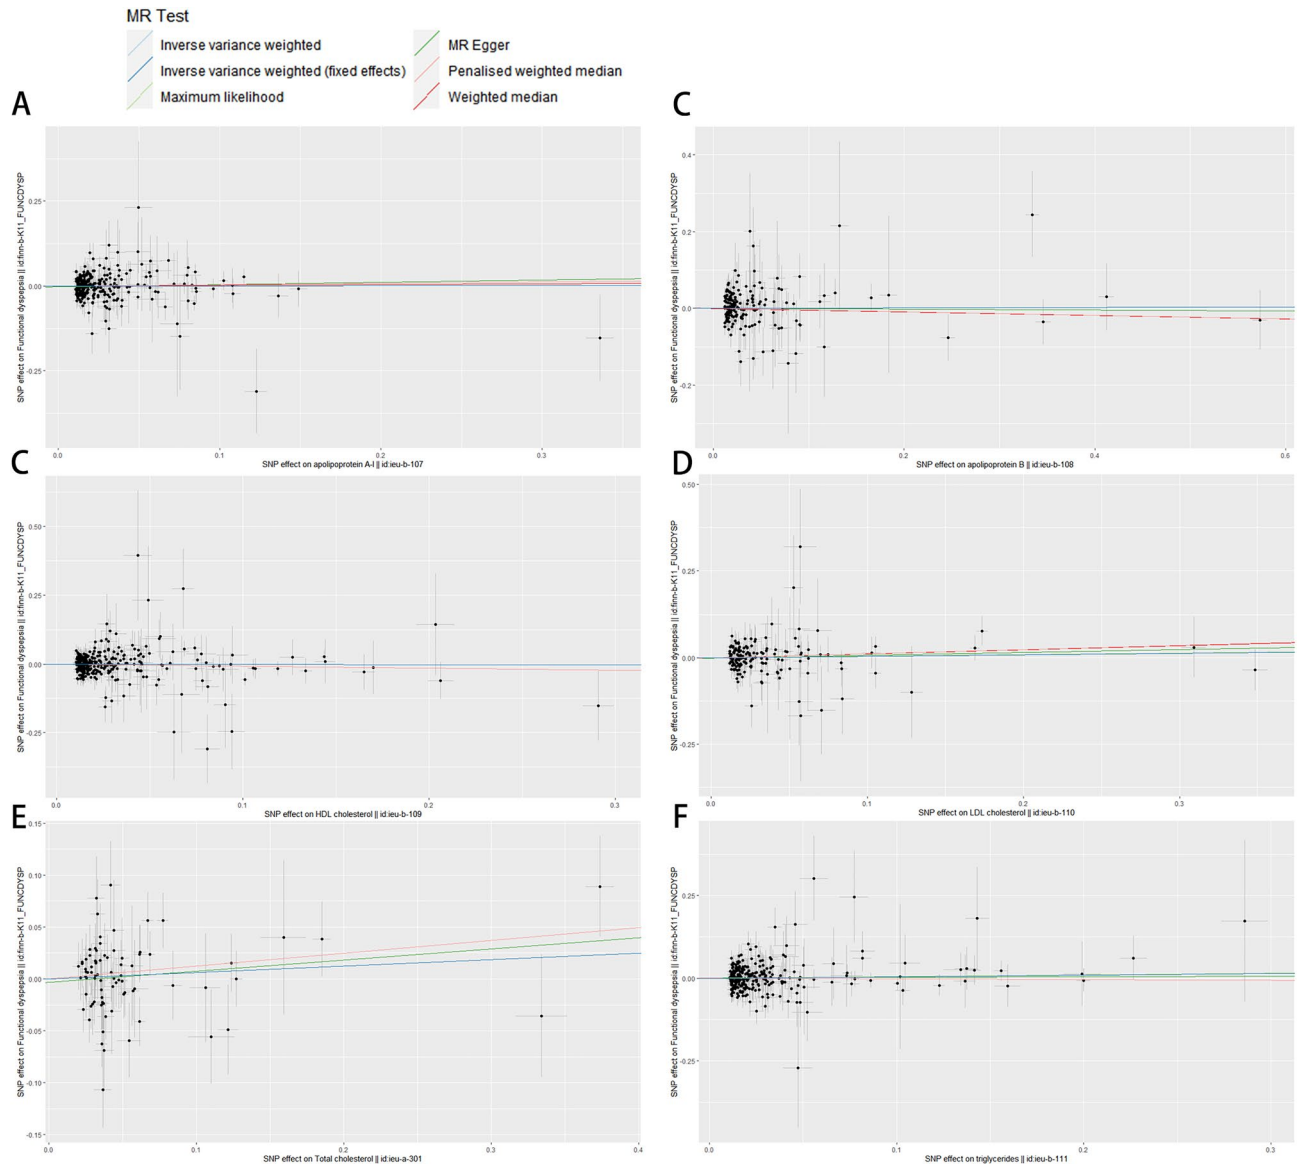 MR Test
Inverse variance weighted
MR Egger
Inverse variance weighted (fixed effects)
Penalised weighted median
Maximum likelihood
Weighted median
A
SNP effect on Functional dyspepsia || id:finn-b-K11_FUNCDYSP
0.25
0.00
-0.25
0.0
0.1
0.2
0.3
SNP effect on apolipoprotein A-I || id:ieu-b-107
C
SNP effect on Functional dyspepsia || id:finn-b-K11_FUNCDYSP
0.4
0.2
0.0
-0.2
0.0
0.2
0.4
0.6
SNP effect on apolipoprotein B || id:ieu-b-108
C
SNP effect on Functional dyspepsia || id:finn-b-K11_FUNCDYSP
0.50
0.25
0.00
-0.25
0.0
0.1
0.2
0.3
SNP effect on HDL cholesterol || id:ieu-b-109
D
SNP effect on Functional dyspepsia || id:finn-b-K11_FUNCDYSP
0.50
0.25
0.00
-0.25
0.0
0.1
0.2
0.3
SNP effect on LDL cholesterol || id:ieu-b-110
E
SNP effect on Functional dyspepsia || id:finn-b-K11_FUNCDYSP
0.15
0.10
0.05
0.00
-0.05
-0.10
-0.15
0.0
0.1
0.2
0.3
0.4
SNP effect on Total cholesterol || id:ieu-a-301
F
SNP effect on Functional dyspepsia || id:finn-b-K11_FUNCDYSP
0.25
0.00
-0.25
0.0
0.1
0.2
0.3
SNP effect on triglycerides || id:ieu-b-111